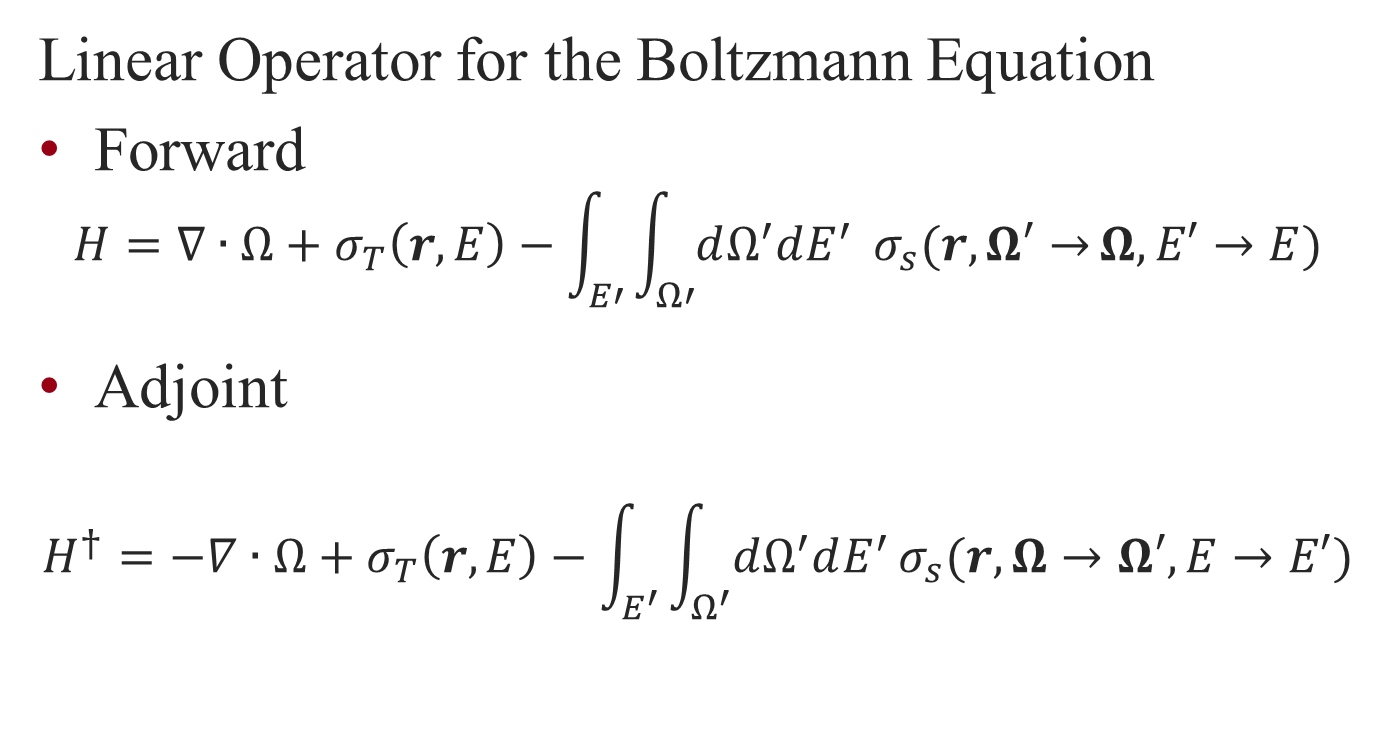 Linear Operator for the Boltzmann Equation
• Forward
H = ∇ · Ω + σ_T(r, E) − ∫_{E′} ∫_{Ω′} dΩ′dE′ σ_s(r, Ω′ → Ω, E′ → E)
• Adjoint
H† = −∇ · Ω + σ_T(r, E) − ∫_{E′} ∫_{Ω′} dΩ′dE′ σ_s(r, Ω → Ω′, E → E′)